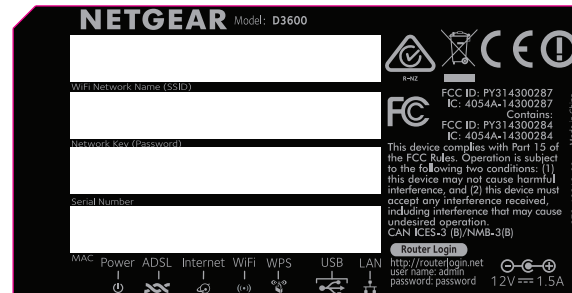 NETGEAR Model: D3600
WiFi Network Name (SSID)
Network Key (Password)
Serial Number
MAC
R-NZ
FCC ID: PY314300287
IC: 4054A-14300287
Contains:
FCC ID: PY314300284
IC: 4054A-14300284
This device complies with Part 15 of
the FCC Rules. Operation is subject
to the following two conditions: (1)
this device may not cause harmful
interference, and (2) this device must
accept any interference received,
including interference that may cause
undesired operation.
CAN ICES-3 (B)/NMB-3(B)
Router Login
http://routerlogin.net
user name: admin
password: password
12V 1.5A
Power ADSL Internet WiFi WPS USB LAN